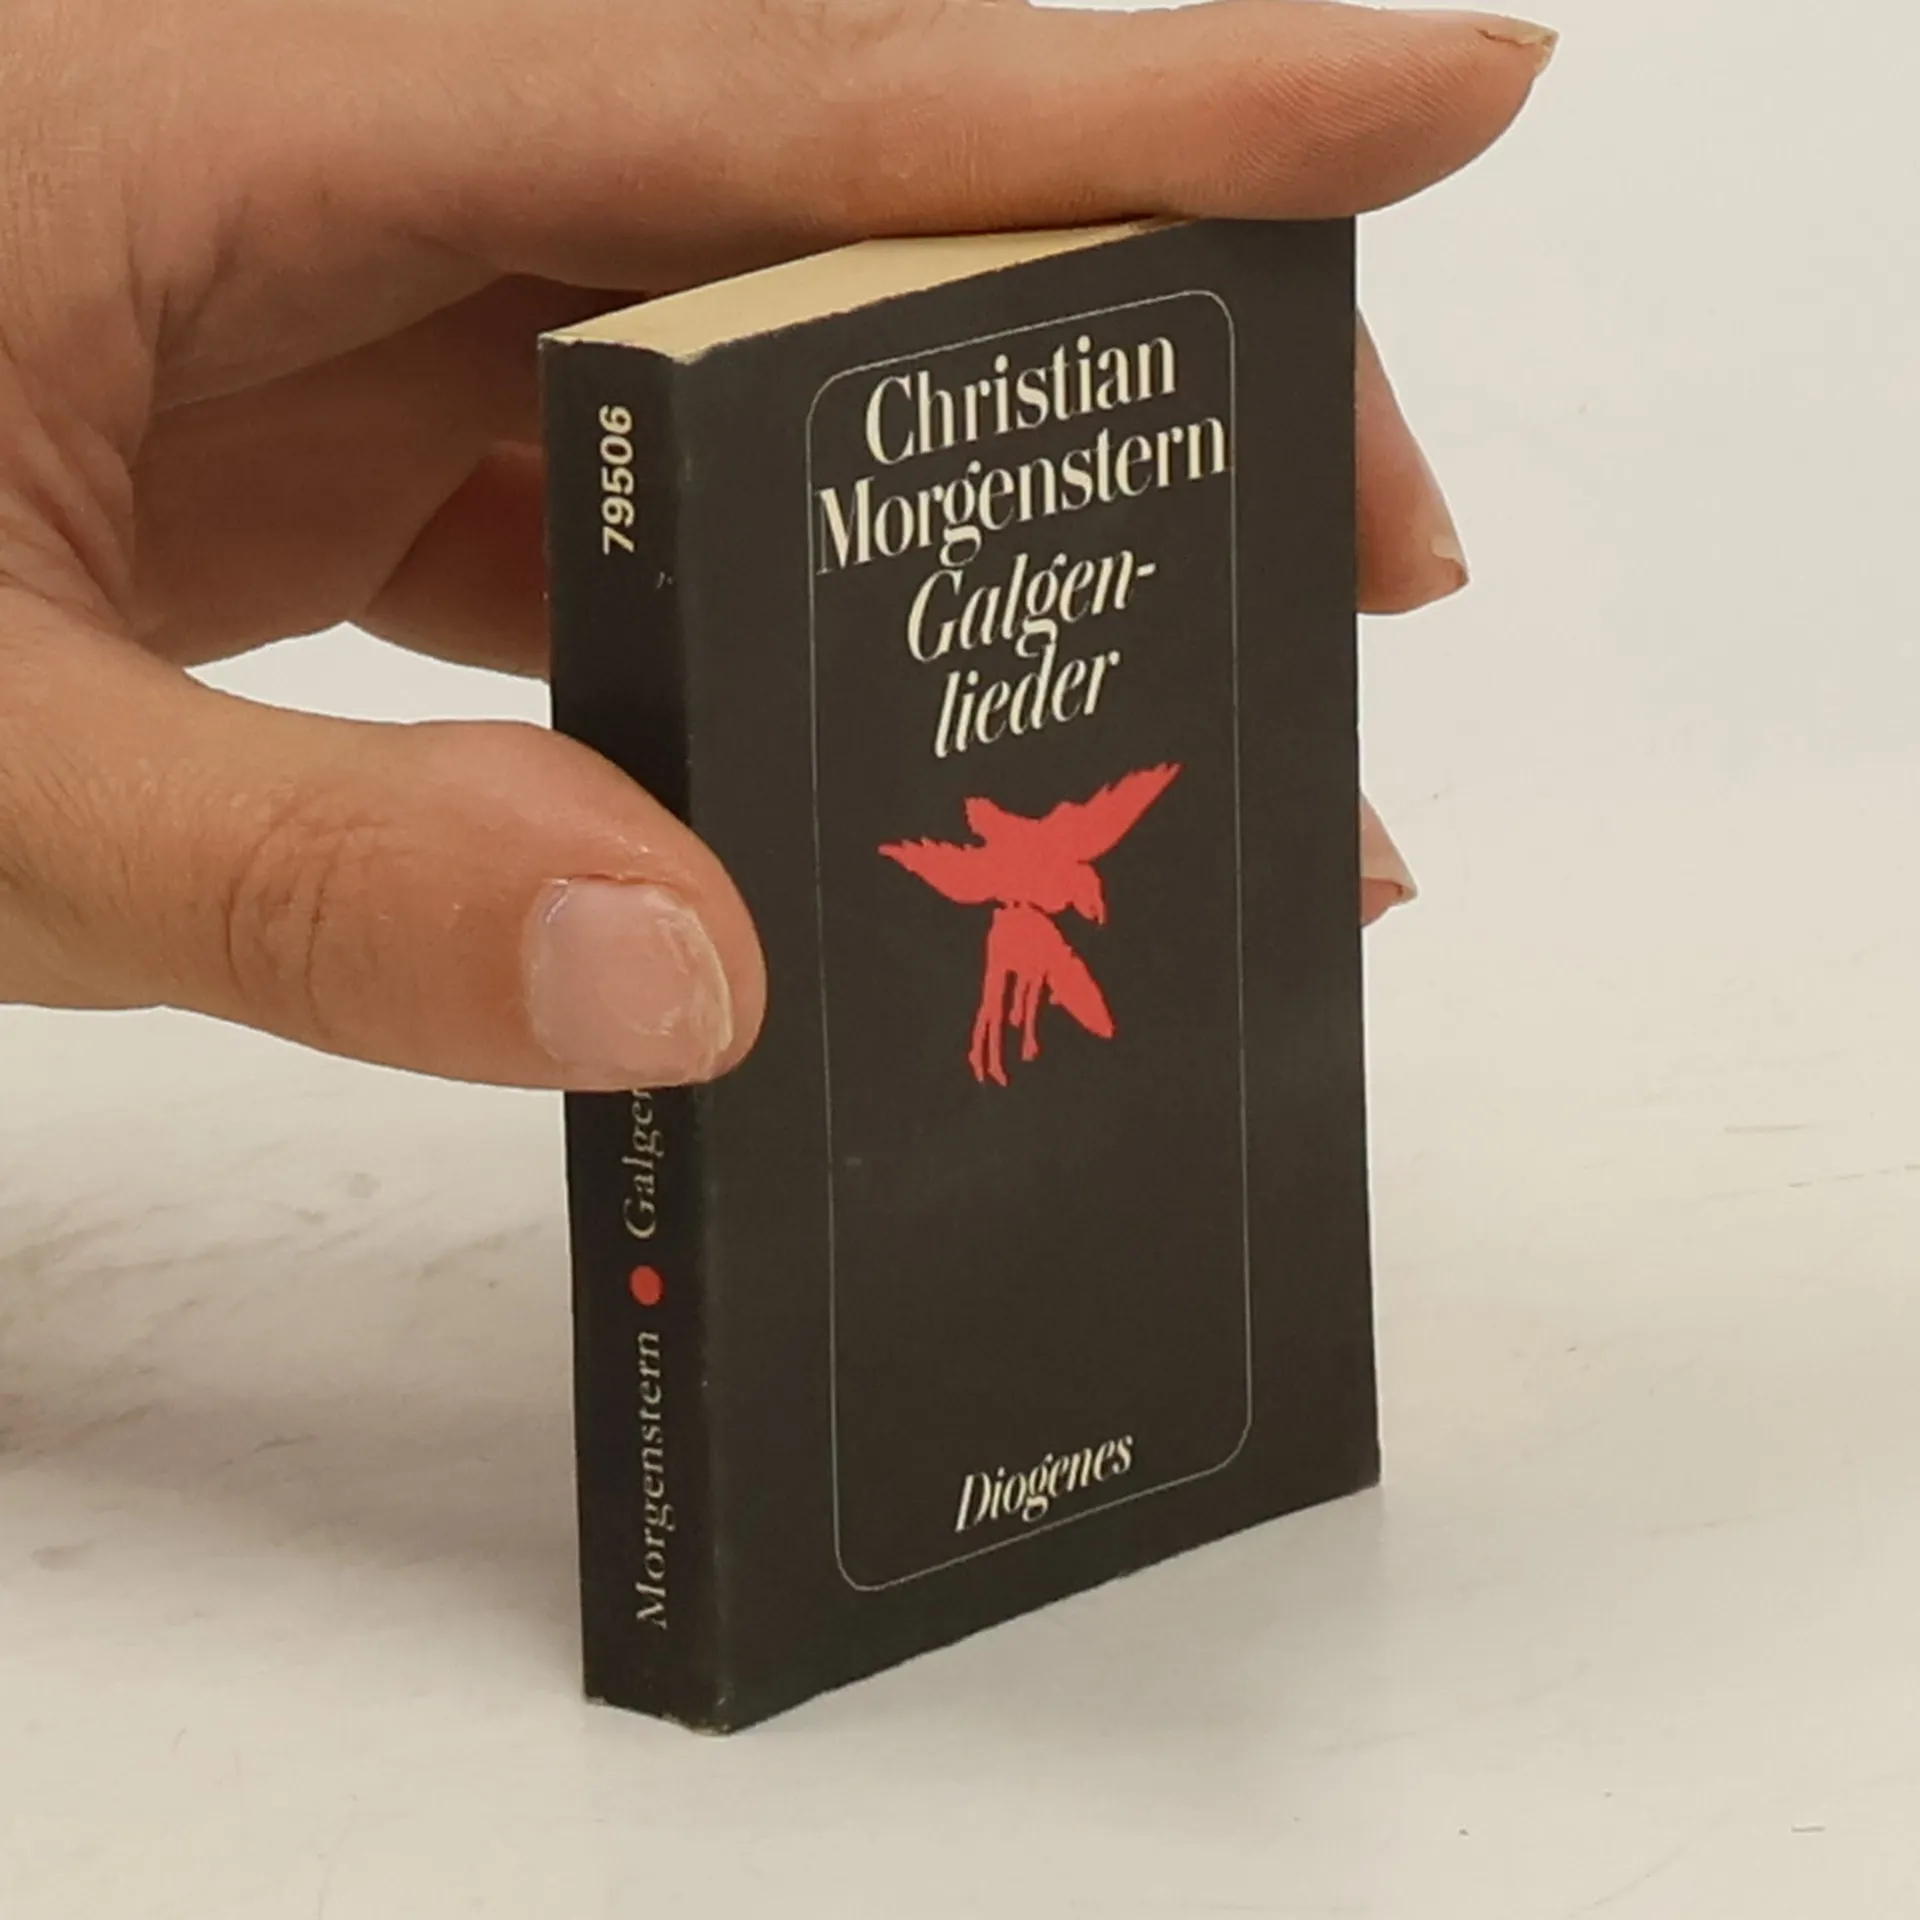 Christian
Morgenstern
Galgen-
lieder
Diogenes
79506
Morgenstern • Galgen